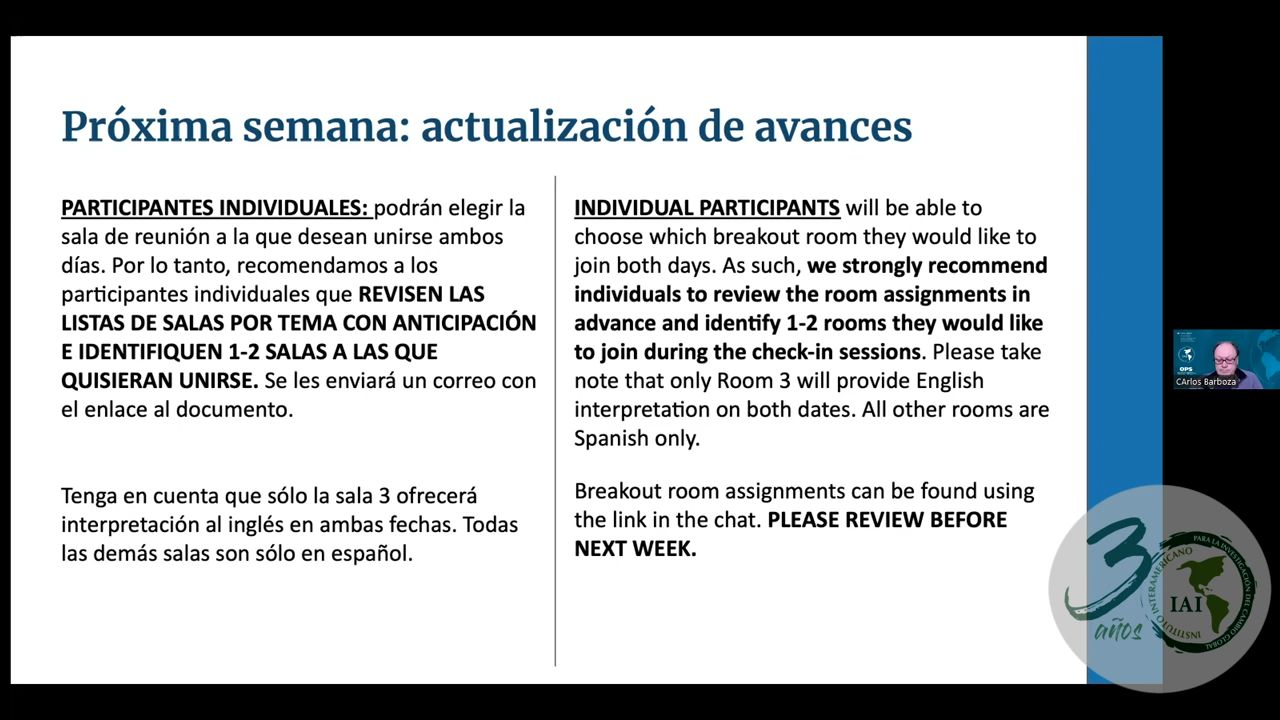 Próxima semana: actualización de avances
PARTICIPANTES INDIVIDUALES: podrán elegir la
sala de reunión a la que desean unirse ambos
días. Por lo tanto, recomendamos a los
participantes individuales que REVISEN LAS
LISTAS DE SALAS POR TEMA CON ANTICIPACIÓN
E IDENTIFIQUEN 1-2 SALAS A LAS QUE
QUISIERAN UNIRSE. Se les enviará un correo con
el enlace al documento.
Tenga en cuenta que sólo la sala 3 ofrecerá
interpretación al inglés en ambas fechas. Todas
las demás salas son sólo en español.
INDIVIDUAL PARTICIPANTS will be able to
choose which breakout room they would like to
join both days. As such, we strongly recommend
individuals to review the room assignments in
advance and identify 1-2 rooms they would like
to join during the check-in sessions. Please take
note that only Room 3 will provide English
interpretation on both dates. All other rooms are
Spanish only.
Breakout room assignments can be found using
the link in the chat. PLEASE REVIEW BEFORE
NEXT WEEK.
OPS
CArlos Barboza
3
años
INSTITUTO INTERAMERICANO
PARA LA INVESTIGACIÓN DEL CAMBIO GLOBAL
IAI